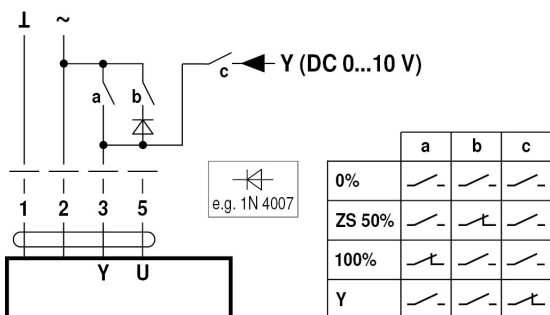 ⊥ ~
a b c Y (DC 0...10 V)
1 2 3 5
Y U
e.g. 1N 4007
a b c
0%
ZS 50%
100%
Y